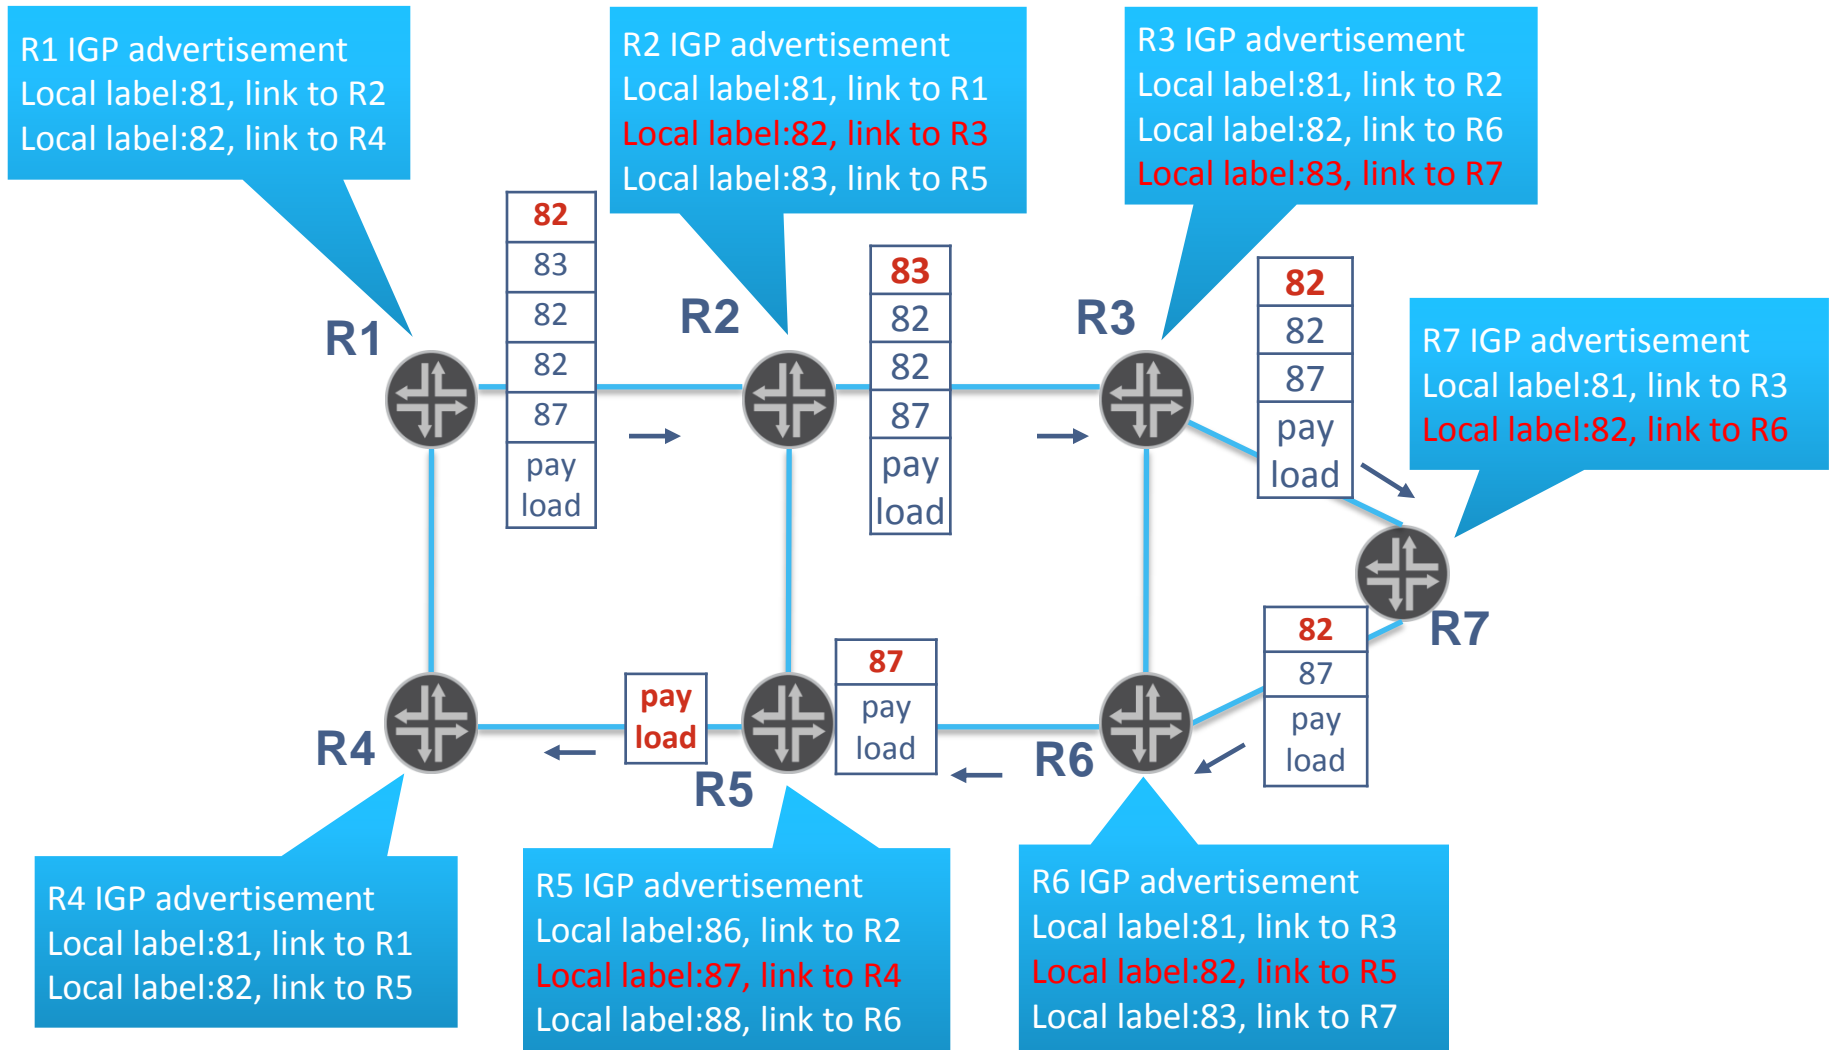 R1 IGP advertisement
Local label:81, link to R2
Local label:82, link to R4
R2 IGP advertisement
Local label:81, link to R1
Local label:82, link to R3
Local label:83, link to R5
R3 IGP advertisement
Local label:81, link to R2
Local label:82, link to R6
Local label:83, link to R7
R7 IGP advertisement
Local label:81, link to R3
Local label:82, link to R6
R1
82
83
82
82
87
pay
load
R2
83
82
82
87
pay
load
R3
82
82
87
pay
load
R7
82
87
pay
load
R6
87
pay
load
R5
pay
load
R4
R4 IGP advertisement
Local label:81, link to R1
Local label:82, link to R5
R5 IGP advertisement
Local label:86, link to R2
Local label:87, link to R4
Local label:88, link to R6
R6 IGP advertisement
Local label:81, link to R3
Local label:82, link to R5
Local label:83, link to R7